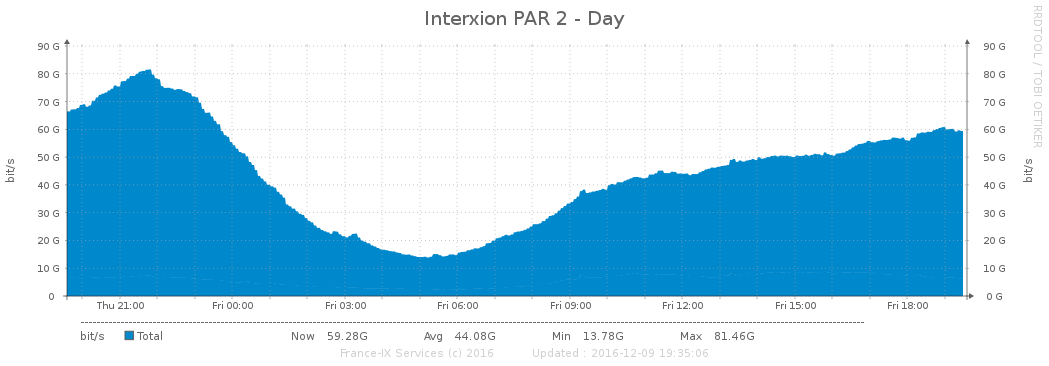 Interxion PAR 2 - Day
RRDTOOL / TOBI OETIKER
bit/s
90 G
80 G
70 G
60 G
50 G
40 G
30 G
20 G
10 G
0
90 G
80 G
70 G
60 G
50 G
40 G
30 G
20 G
10 G
0 G
bit/s
Thu 21:00 Fri 00:00 Fri 03:00 Fri 06:00 Fri 09:00 Fri 12:00 Fri 15:00 Fri 18:00
bit/s Total Now 59.28G Avg 44.08G Min 13.78G Max 81.46G
France-IX Services (c) 2016 Updated : 2016-12-09 19:35:06